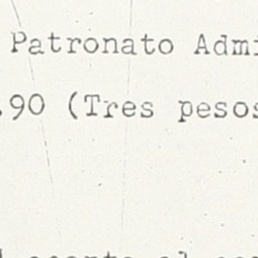 Patronato Admi
.90 (Tres pesos